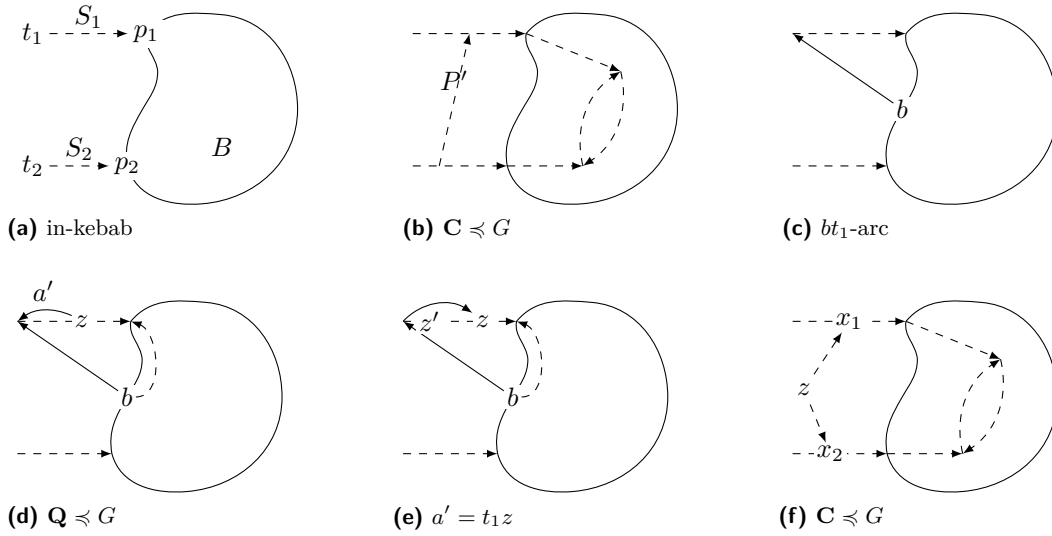 t₁ S₁ p₁
t₂ S₂ p₂ B
(a) in-kebab
P′
(b) C ≼ G
b
(c) bt₁-arc
a′
z
b
(d) Q ≼ G
z′ z
b
(e) a′ = t₁z
x₁
z
x₂
(f) C ≼ G